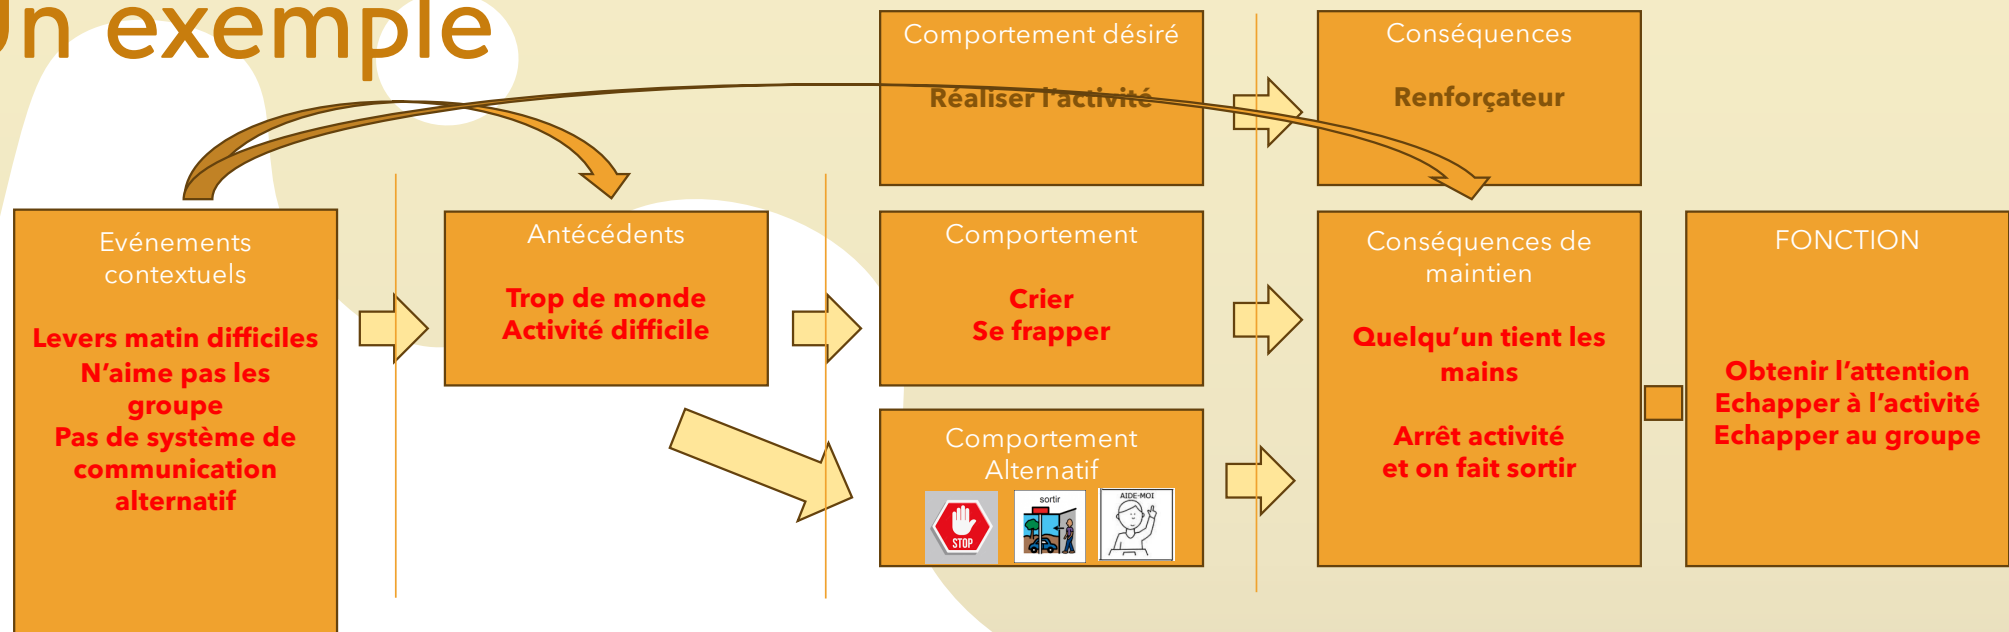 Un exemple
Comportement désiré
Réaliser l’activité
Conséquences
Renforçateur
Evénements
contextuels
Levers matin difficiles
N’aime pas les
groupe
Pas de système de
communication
alternatif
Antécédents
Trop de monde
Activité difficile
Comportement
Crier
Se frapper
Comportement
Alternatif
STOP
sortir
AIDE-MOI
Conséquences de
maintien
Quelqu’un tient les
mains
Arrêt activité
et on fait sortir
FONCTION
Obtenir l’attention
Echapper à l’activité
Echapper au groupe